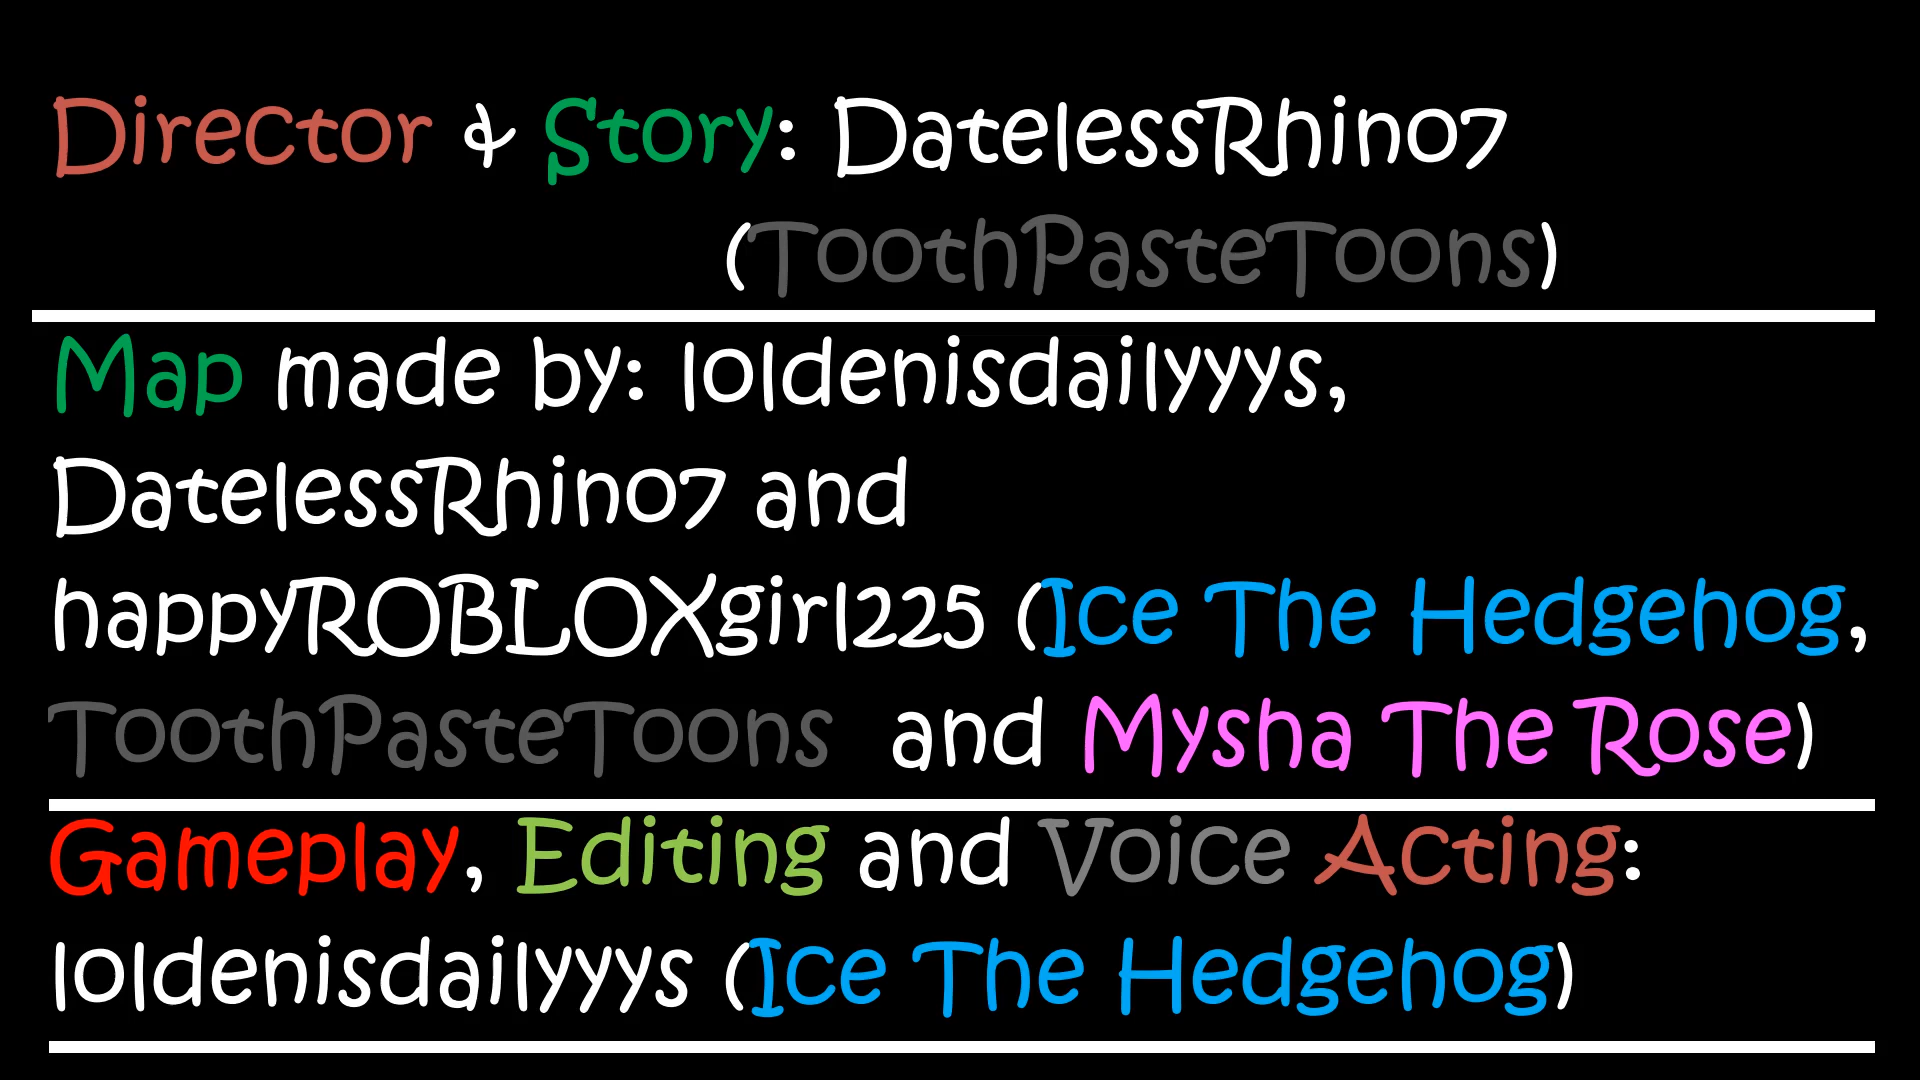 Director & Story: DatelessRhino7
(ToothPasteToons)
Map made by: loldenisdailyyys,
DatelessRhino7 and
happyROBLOXgirl225 (Ice The Hedgehog,
ToothPasteToons and Mysha The Rose)
Gameplay, Editing and Voice Acting:
loldenisdailyyys (Ice The Hedgehog)